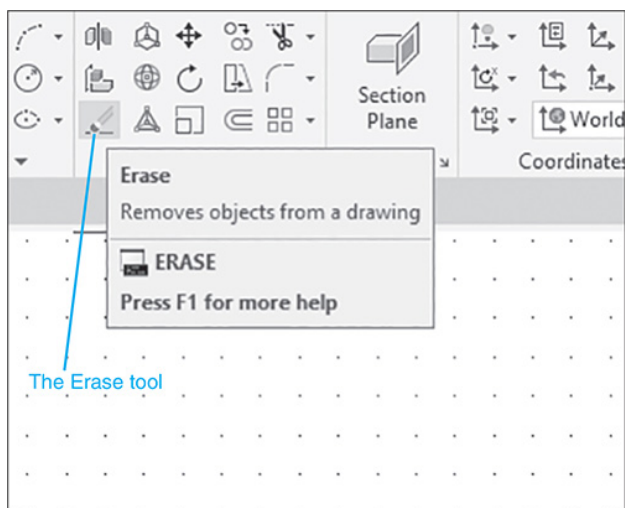 Section
Plane
World
Coordinates
Erase
Removes objects from a drawing
ERASE
Press F1 for more help
The Erase tool